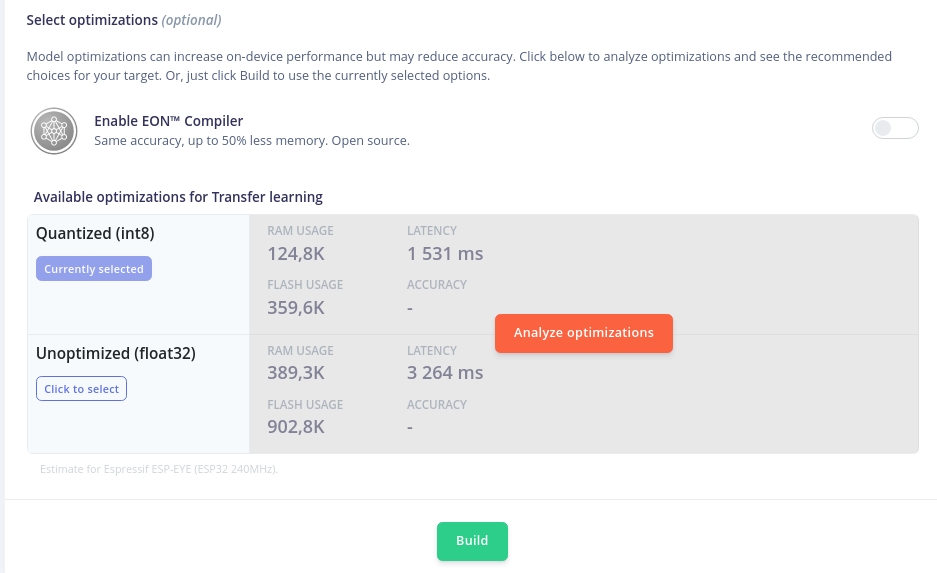 Select optimizations (optional)
Model optimizations can increase on-device performance but may reduce accuracy. Click below to analyze optimizations and see the recommended
choices for your target. Or, just click Build to use the currently selected options.
Enable EON™ Compiler
Same accuracy, up to 50% less memory. Open source.
Available optimizations for Transfer learning
Quantized (int8)
Currently selected
RAM USAGE
124,8K
LATENCY
1 531 ms
FLASH USAGE
359,6K
ACCURACY
-
Analyze optimizations
Unoptimized (float32)
Click to select
RAM USAGE
389,3K
LATENCY
3 264 ms
FLASH USAGE
902,8K
ACCURACY
-
Estimate for Espressif ESP-EYE (ESP32 240MHz).
Build